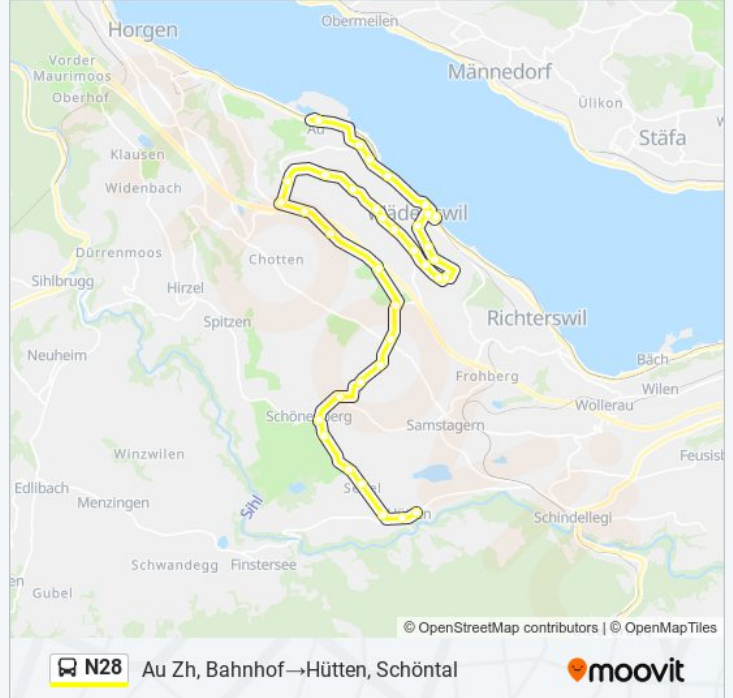 Horgen
Obermeilen
Vorder
Maurimoos
Oberhof
Männedorf
Ülikon
Au
Stäfa
Klausen
Widenbach
Wädenswil
Dürrenmoos
Chotten
Sihlbrugg
Hirzel
Spitzen
Richterswil
Neuheim
Bäch
Frohberg
Wilen
Wollerau
Schönenberg
Samstagern
Winzwilen
Feusisb
Edlibach
Menzingen
Sihl
Hütten
Schindellegi
Schwandegg
Finstersee
Gubel
© OpenStreetMap contributors | © OpenMapTiles
N28 Au Zh, Bahnhof→Hütten, Schöntal
moovit